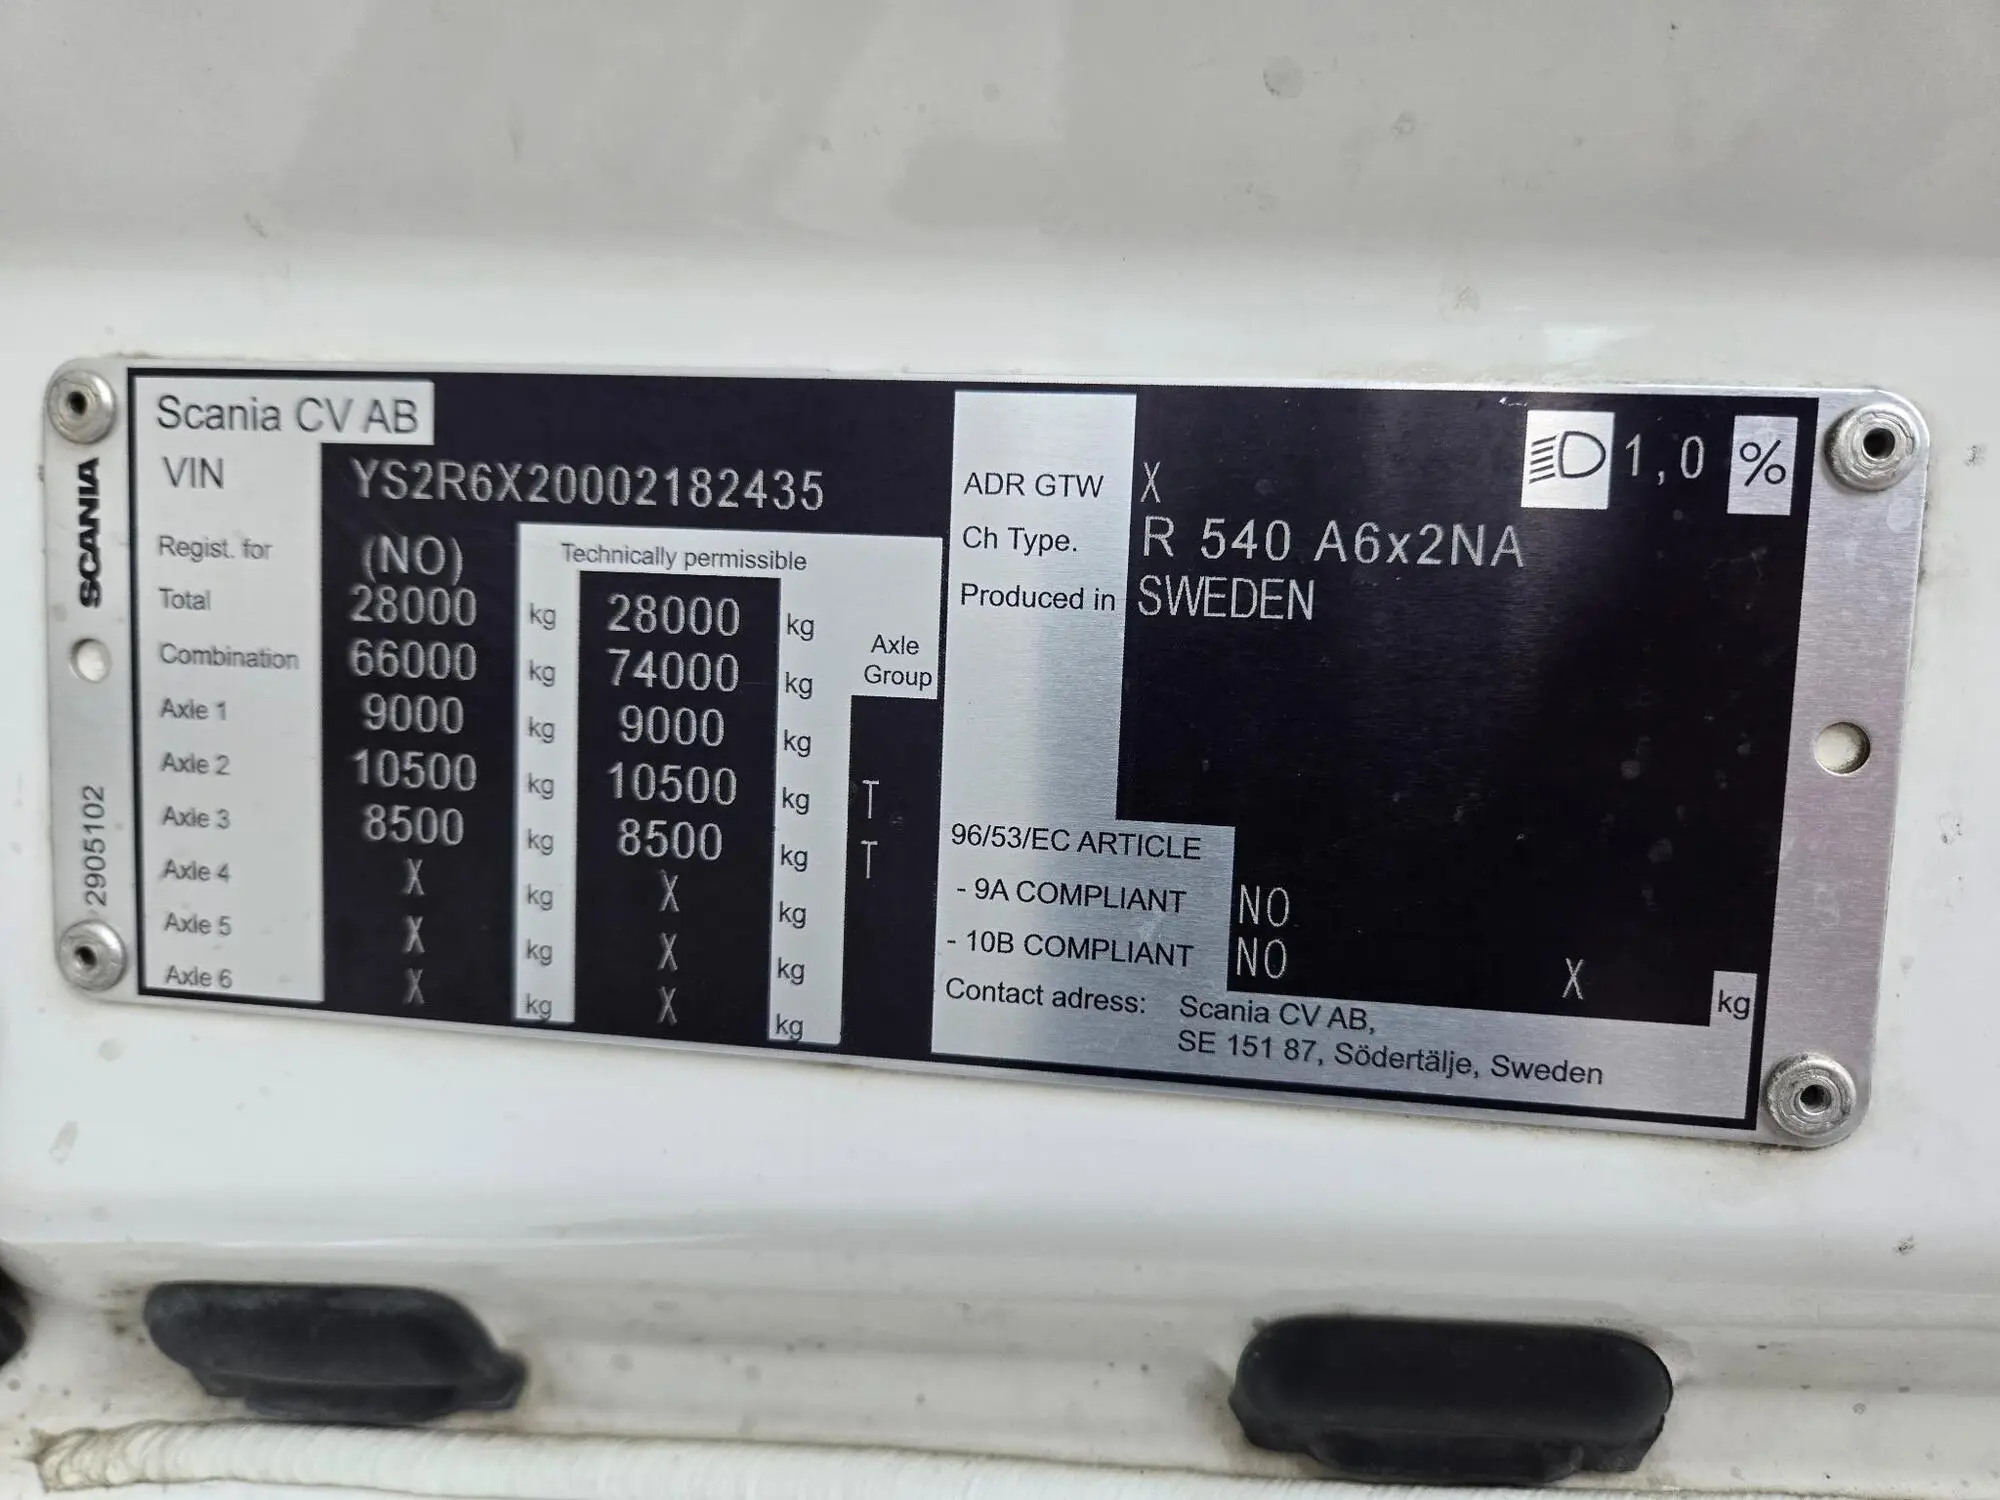 Scania CV AB
VIN YS2R6X20002182435
Regist. for (NO) Technically permissible
Total 28000 kg 28000 kg
Axle Group
Combination 66000 kg 74000 kg
Axle 1 9000 kg 9000 kg
Axle 2 10500 kg 10500 kg T
Axle 3 8500 kg 8500 kg T
Axle 4 X kg X kg
Axle 5 X kg X kg
Axle 6 X kg X kg
SCANIA
2905102
1,0 %
ADR GTW X
Ch Type. R 540 A6x2NA
Produced in SWEDEN
96/53/EC ARTICLE
- 9A COMPLIANT NO
- 10B COMPLIANT NO X kg
Contact adress: Scania CV AB,
SE 151 87, Södertälje, Sweden